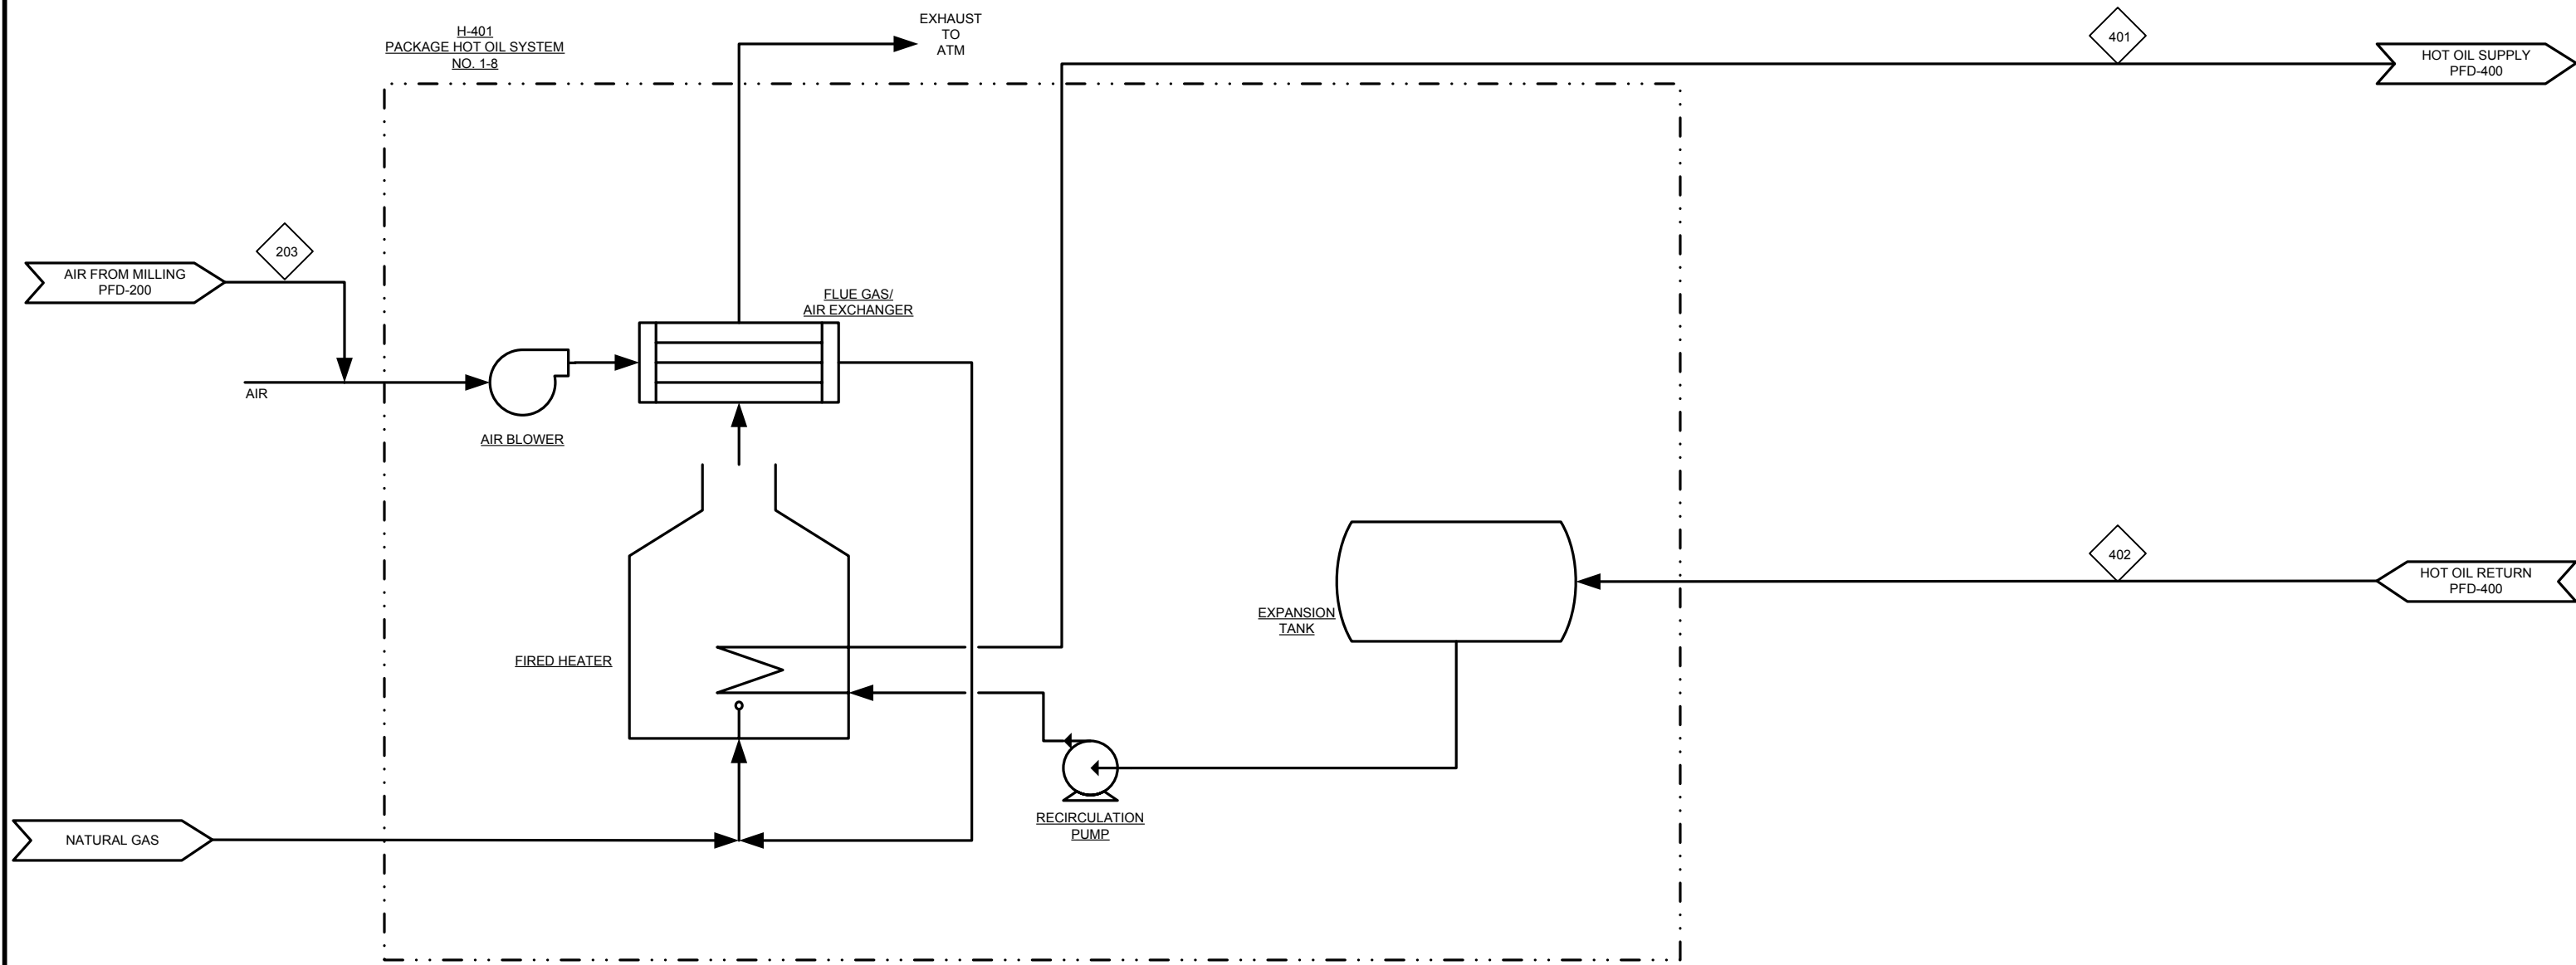 H-401
PACKAGE HOT OIL SYSTEM
NO. 1-8
EXHAUST
TO
ATM
401
HOT OIL SUPPLY
PFD-400
203
AIR FROM MILLING
PFD-200
FLUE GAS/
AIR EXCHANGER
AIR
AIR BLOWER
402
HOT OIL RETURN
PFD-400
EXPANSION
TANK
FIRED HEATER
RECIRCULATION
PUMP
NATURAL GAS